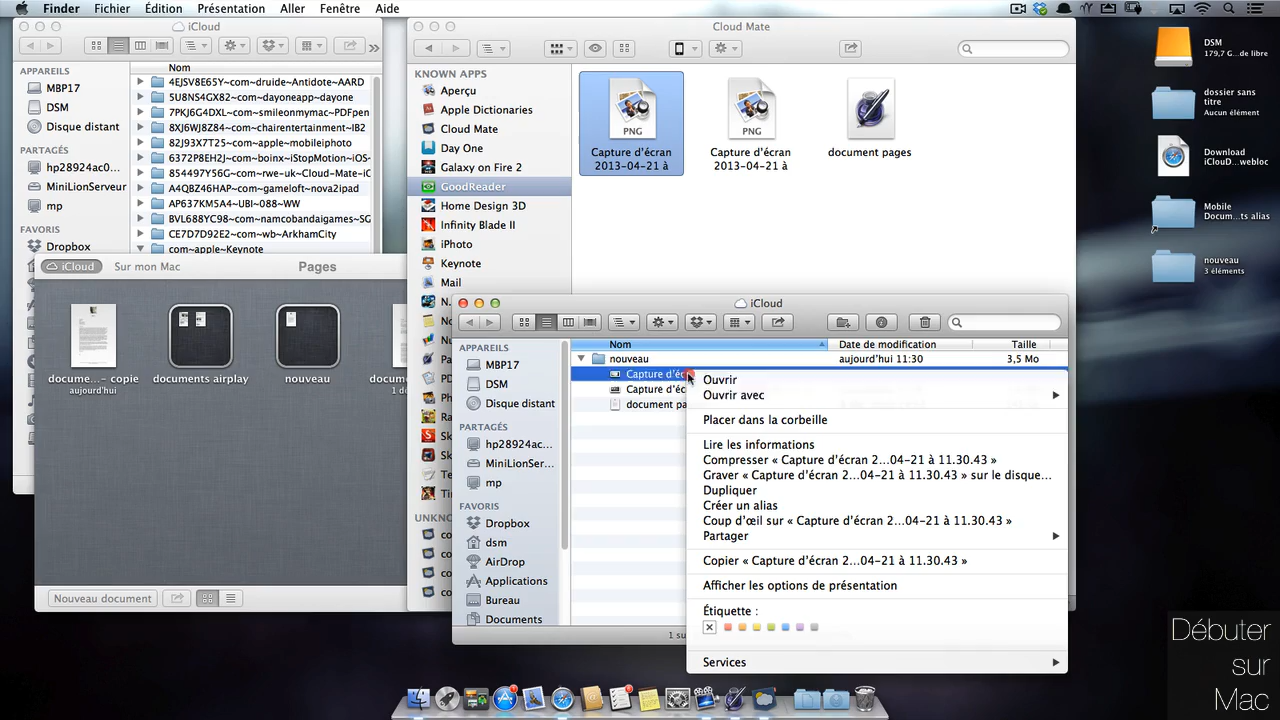 Finder Fichier Édition Présentation Aller Fenêtre Aide
iCloud
APPAREILS
MBP17
DSM
Disque distant
PARTAGÉS
hp28924ac0...
MiniLionServeur
mp
FAVORIS
Dropbox
Nom
4EJSV8E65Y~com~druide~Antidote~AARD
5U8NS4GX82~com~dayoneapp~dayone
7PKJ6G4DXL~com~smileonmymac~PDFpen
8XJ6WJ8Z84~com~chairentertainment~IB2
82J93X7T25~com~apple~mobilephoto
6372P8EH2J~com~boinx~iStopMotion~iOS~
854497Y56G~com~rwe-uk~Cloud-Mate-iC
A4QBZ46HAP~com~gameloft~nova2ipad
AP637KM5A9~UBI~088~WW
BVL688YC98~com~namcobandaigames~SG
CE7D7D92E2~com~wb~ArkhamCity
com~apple~Keynote
Cloud Mate
KNOWN APPS
Aperçu
Apple Dictionaries
Cloud Mate
Day One
Galaxy on Fire 2
GoodReader
Home Design 3D
Infinity Blade II
iPhoto
Keynote
Mail
UNKN
PNG
Capture d'écran
2013-04-21 à
PNG
Capture d'écran
2013-04-21 à
document pages
DSM
179,7 G...de libre
dossier sans
titre
Aucun élément
Download
iCLouD...webloc
Mobile
Docum...ts alias
nouveau
3 éléments
iCloud Sur mon Mac Pages
docume...- copie
aujourd'hui
documents airplay
nouveau
Nouveau document
iCloud
APPAREILS
MBP17
DSM
Disque distant
PARTAGÉS
hp28924ac...
MiniLionSer...
mp
FAVORIS
Dropbox
dsm
AirDrop
Applications
Bureau
Documents
Nom Date de modification Taille
nouveau aujourd'hui 11:30 3,5 Mo
Capture d'éc
Capture d'éc
document pa
1 su
Ouvrir
Ouvrir avec
Placer dans la corbeille
Lire les informations
Compresser « Capture d'écran 2...04-21 à 11.30.43 »
Graver « Capture d'écran 2...04-21 à 11.30.43 » sur le disque...
Dupliquer
Créer un alias
Coup d'œil sur « Capture d'écran 2...04-21 à 11.30.43 »
Partager
Copier « Capture d'écran 2...04-21 à 11.30.43 »
Afficher les options de présentation
Étiquette :
Services
Débuter
sur
Mac